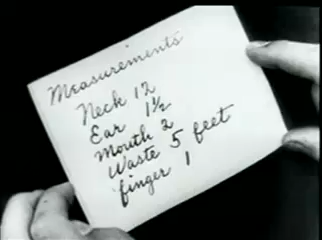 Measurements
Neck 12
Ear 1½
Mouth 2
Waste 5 feet
finger 1